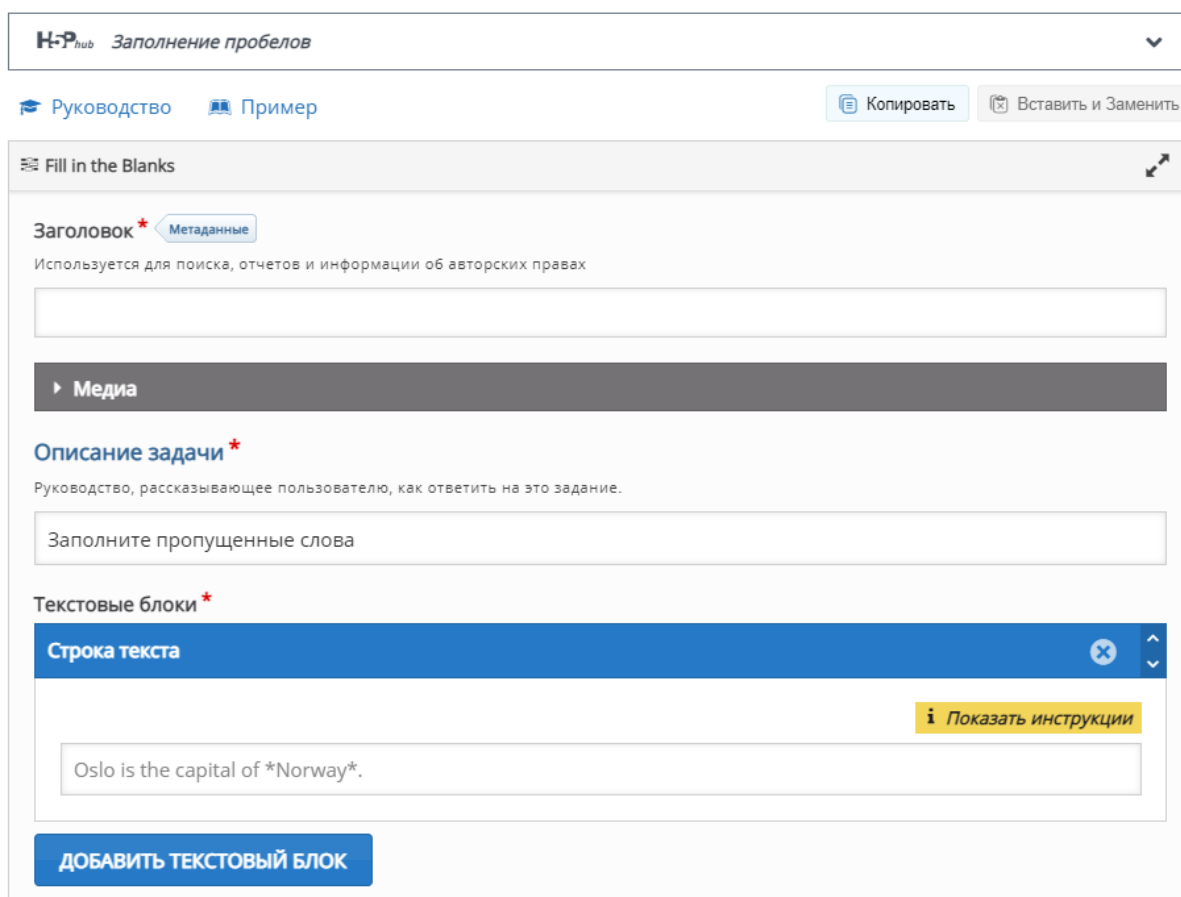 H5Phub Заполнение пробелов
Руководство Пример Копировать Вставить и Заменить
Fill in the Blanks
Заголовок* Метаданные
Используется для поиска, отчетов и информации об авторских правах
Медиа
Описание задачи*
Руководство, рассказывающее пользователю, как ответить на это задание.
Заполните пропущенные слова
Текстовые блоки*
Строка текста
i Показать инструкции
Oslo is the capital of *Norway*.
ДОБАВИТЬ ТЕКСТОВЫЙ БЛОК